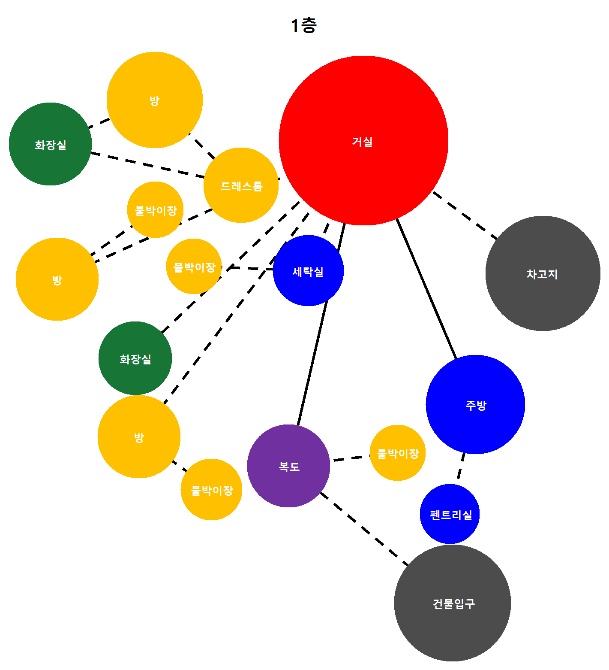 1층
방
화장실
거실
드레스룸
붙박이장
붙박이장
세탁실
차고지
방
화장실
주방
방
복도
붙박이장
붙박이장
펜트리실
건물입구